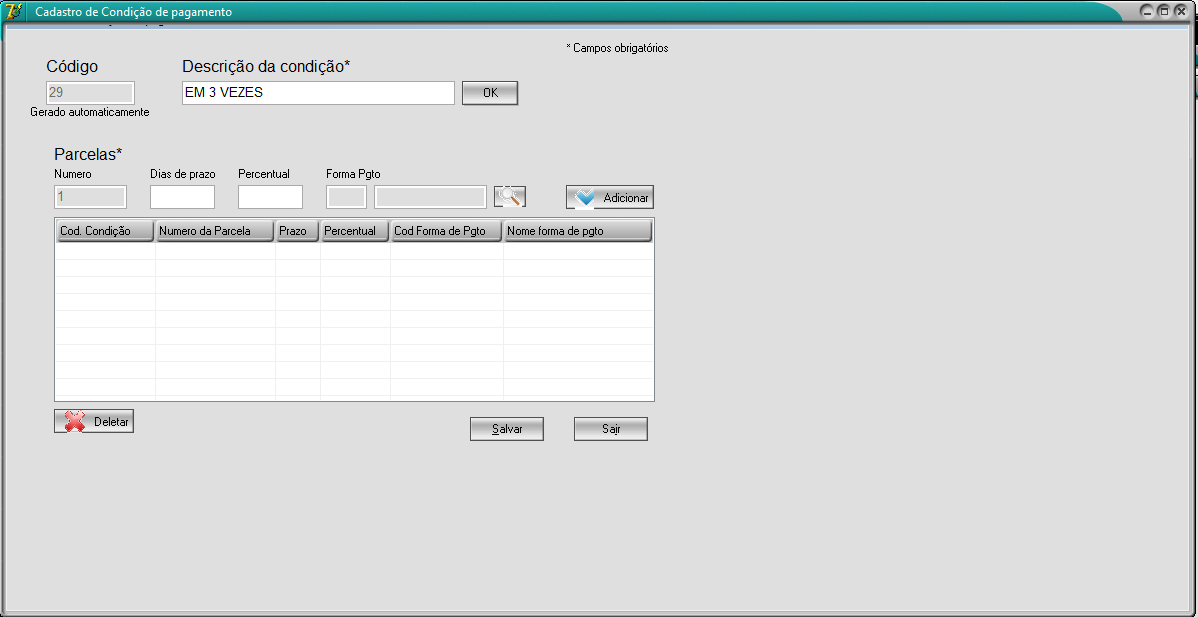 Cadastro de Condição de pagamento
* Campos obrigatórios
Código
Descrição da condição*
29
EM 3 VEZES
OK
Gerado automaticamente
Parcelas*
Numero
Dias de prazo
Percentual
Forma Pgto
1
Adicionar
Cod. Condição
Numero da Parcela
Prazo
Percentual
Cod Forma de Pgto
Nome forma de pgto
Deletar
Salvar
Sair